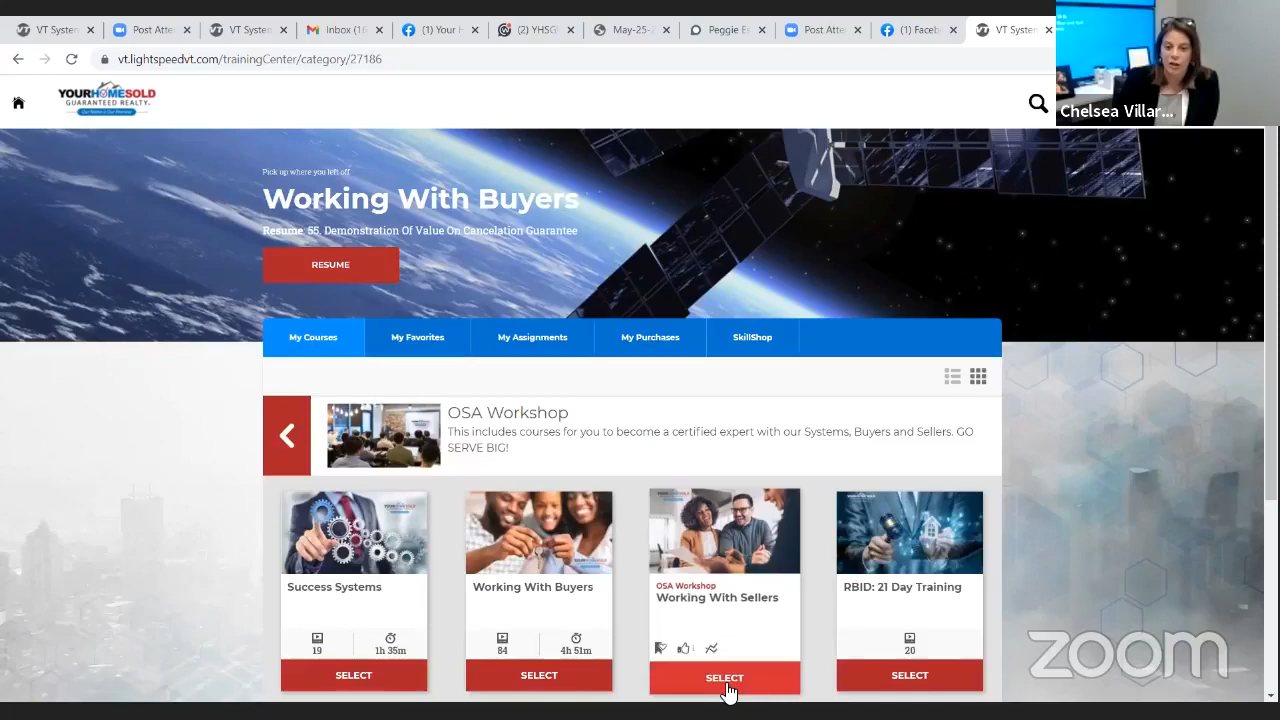 VT System
Post Atte
VT System
Inbox (1
(1) Your H
(2) YHSG
May-25-2
Peggie Es
Post Atte
(1) Faceb
VT System
vt.lightspeedvt.com/trainingCenter/category/27186
YOURHOMESOLD
GUARANTEED REALTY
Chelsea Villar...
Pick up where you left off
Working With Buyers
Resume: 55. Demonstration Of Value On Cancelation Guarantee
RESUME
My Courses
My Favorites
My Assignments
My Purchases
SkillShop
OSA Workshop
This includes courses for you to become a certified expert with our Systems, Buyers and Sellers. GO
SERVE BIG!
Success Systems
19
1h 35m
SELECT
Working With Buyers
84
4h 51m
SELECT
OSA Workshop
Working With Sellers
1
SELECT
RBID: 21 Day Training
20
SELECT
zoom